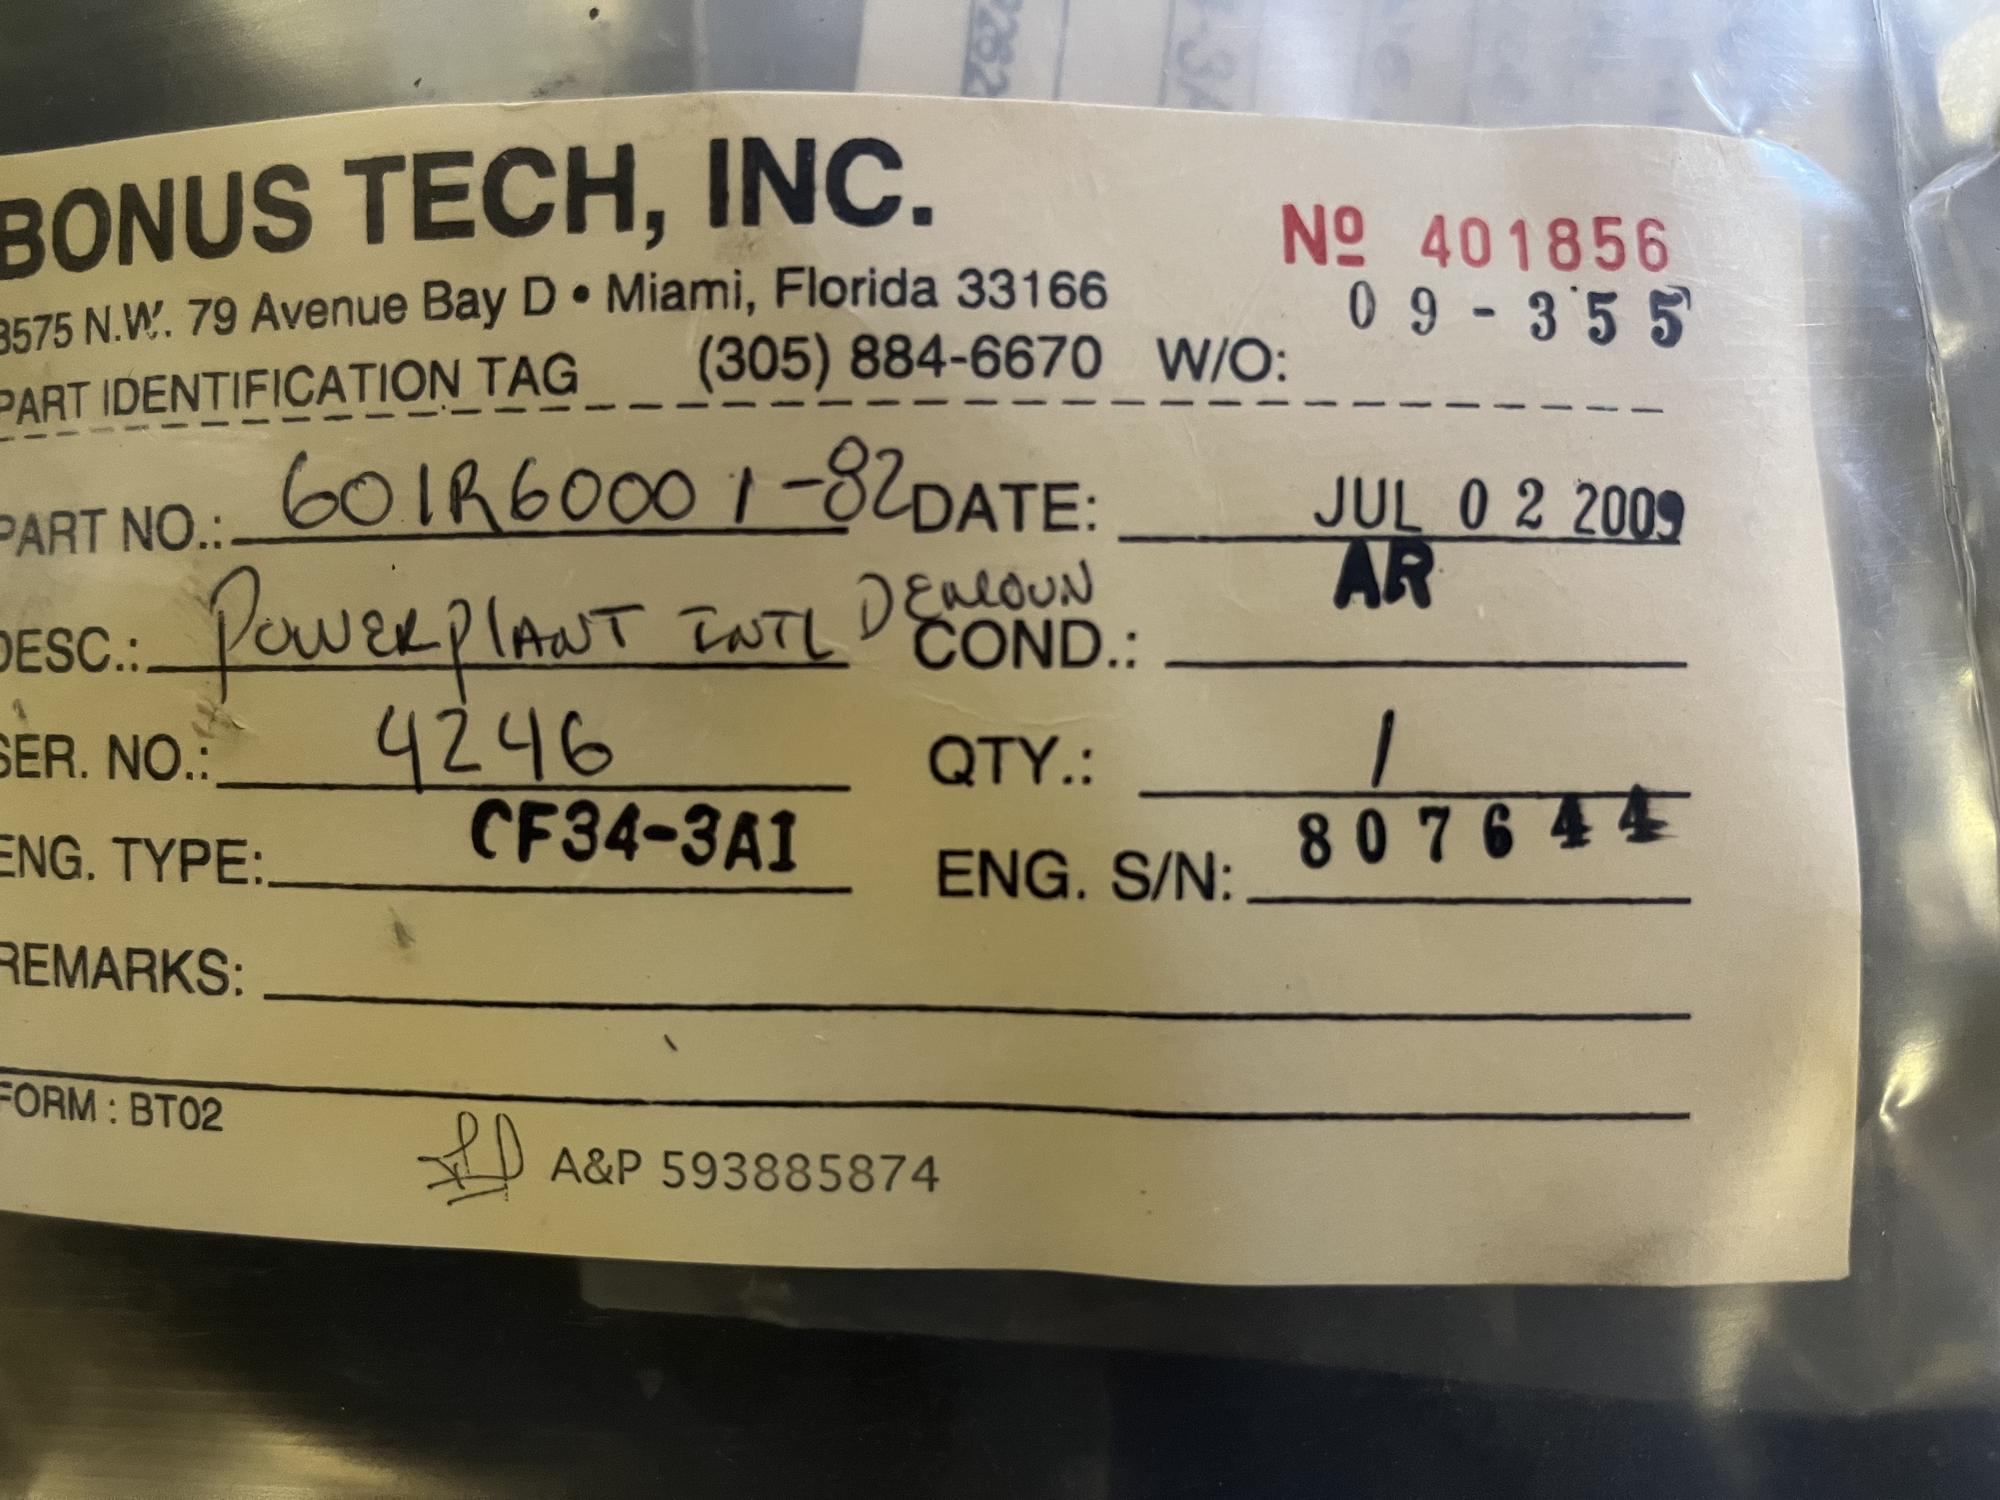 BONUS TECH, INC.
Nº 401856
3575 N.W. 79 Avenue Bay D • Miami, Florida 33166
09-355
PART IDENTIFICATION TAG (305) 884-6670 W/O:
PART NO.: 601R60001-82 DATE: JUL 02 2009
DESC.: POWERPLANT INTL COND.: AR
SER. NO.: 4246 QTY.: 1
ENG. TYPE: CF34-3A1 ENG. S/N: 807644
REMARKS:
FORM : BT02
A&P 593885874